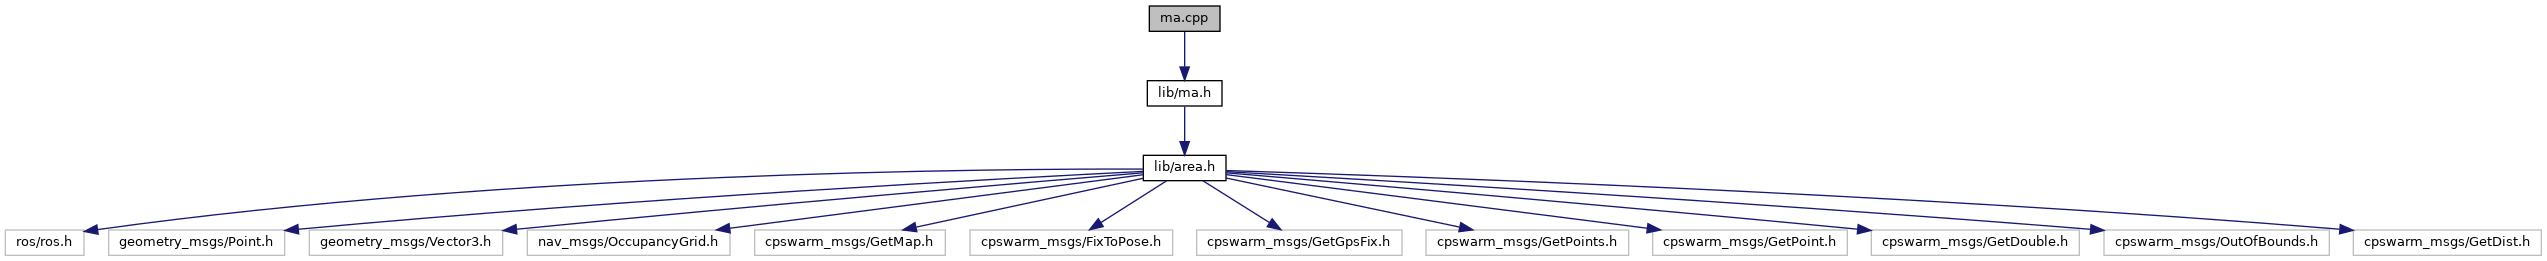 ma.cpp
lib/ma.h
lib/area.h
ros/ros.h
geometry_msgs/Point.h
geometry_msgs/Vector3.h
nav_msgs/OccupancyGrid.h
cpswarm_msgs/GetMap.h
cpswarm_msgs/FixToPose.h
cpswarm_msgs/GetGpsFix.h
cpswarm_msgs/GetPoints.h
cpswarm_msgs/GetPoint.h
cpswarm_msgs/GetDouble.h
cpswarm_msgs/OutOfBounds.h
cpswarm_msgs/GetDist.h